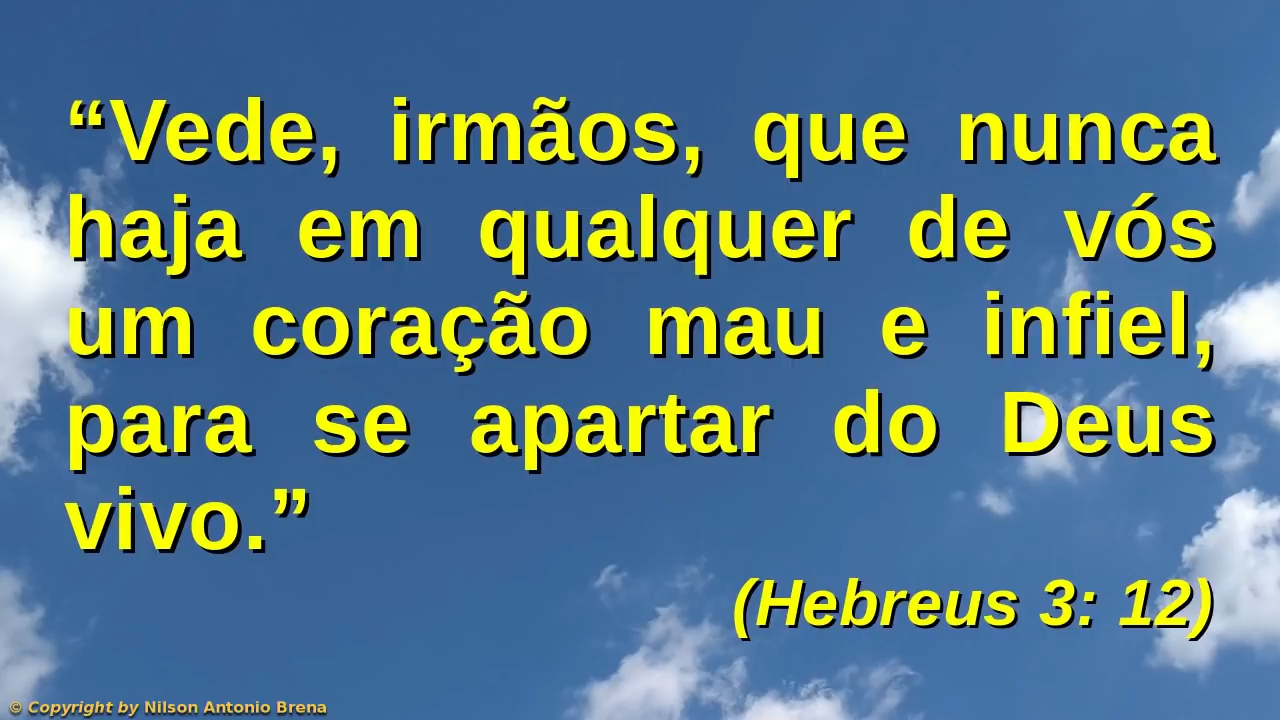 “Vede, irmãos, que nunca
haja em qualquer de vós
um coração mau e infiel,
para se apartar do Deus
vivo.”
(Hebreus 3: 12)
© Copyright by Nilson Antonio Brena